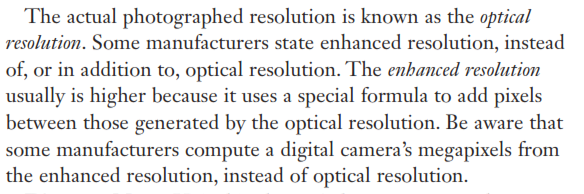 The actual photographed resolution is known as the optical
resolution. Some manufacturers state enhanced resolution, instead
of, or in addition to, optical resolution. The enhanced resolution
usually is higher because it uses a special formula to add pixels
between those generated by the optical resolution. Be aware that
some manufacturers compute a digital camera’s megapixels from
the enhanced resolution, instead of optical resolution.